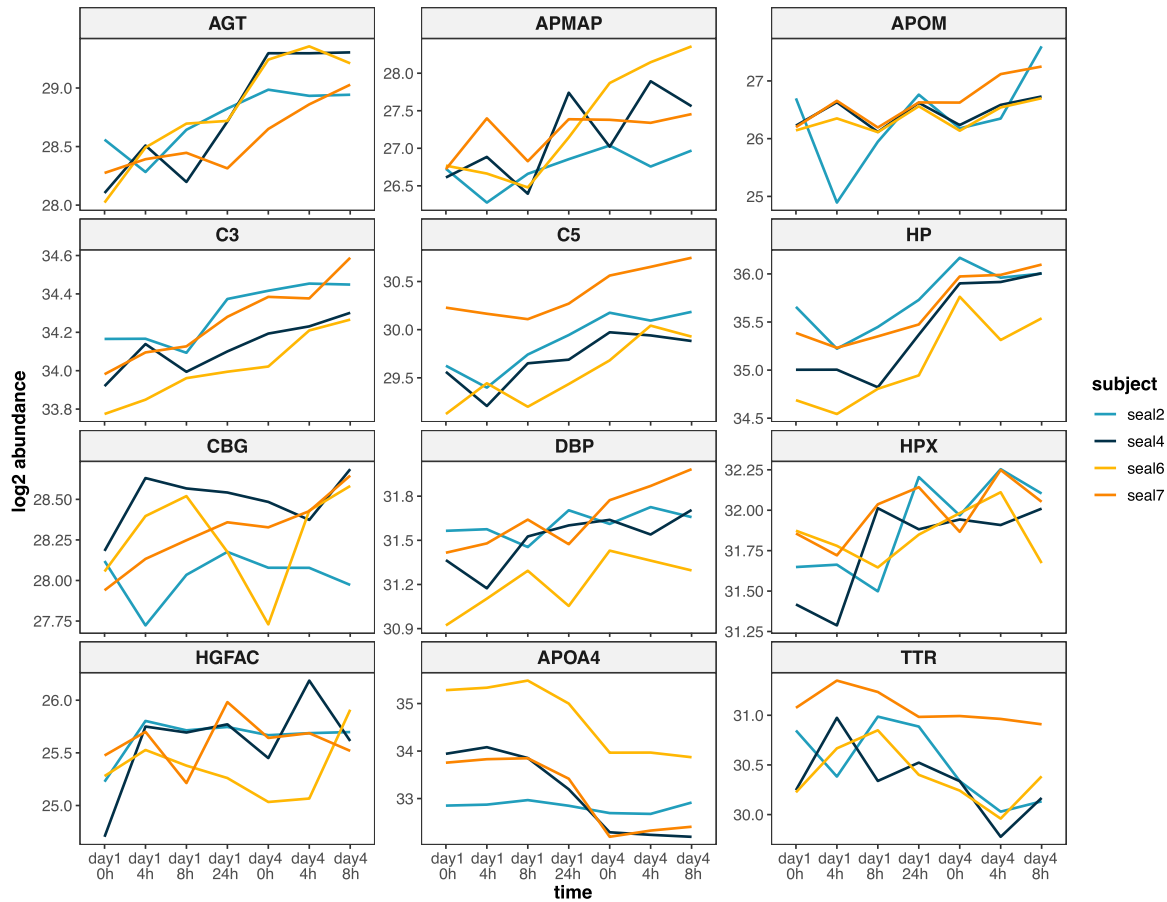 AGT
APMAP
APOM
29.0
28.5
28.0
28.0
27.5
27.0
26.5
27
26
25
C3
C5
HP
34.6
34.4
34.2
34.0
33.8
30.5
30.0
29.5
36.0
35.5
35.0
34.5
CBG
DBP
HPX
28.50
28.25
28.00
27.75
31.8
31.5
31.2
30.9
32.25
32.00
31.75
31.50
31.25
HGFAC
APOA4
TTR
26.0
25.5
25.0
35
34
33
31.0
30.5
30.0
day1 day1 day1 day1 day4 day4 day4
0h 4h 8h 24h 0h 4h 8h
day1 day1 day1 day1 day4 day4 day4
0h 4h 8h 24h 0h 4h 8h
day1 day1 day1 day1 day4 day4 day4
0h 4h 8h 24h 0h 4h 8h
time
log2 abundance
subject
seal2
seal4
seal6
seal7